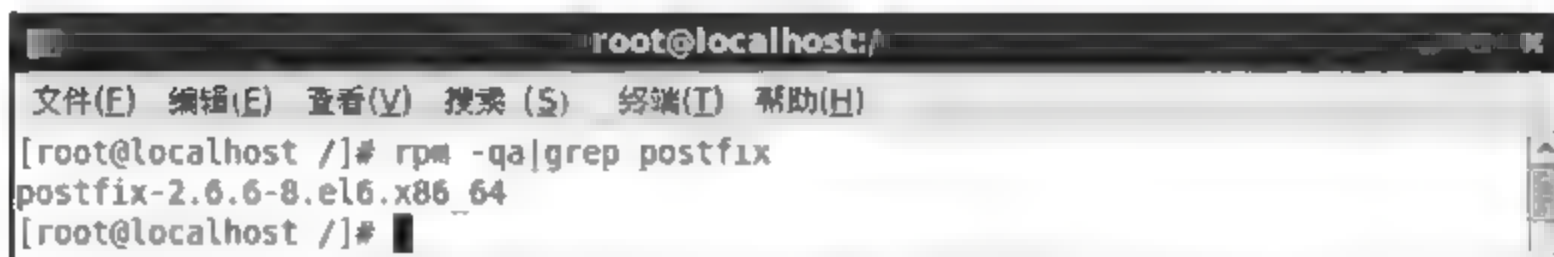 root@localhost:/
文件(F) 编辑(E) 查看(V) 搜索 (S) 终端(T) 帮助(H)
[root@localhost /]# rpm -qa|grep postfix
postfix-2.6.6-8.el6.x86_64
[root@localhost /]#